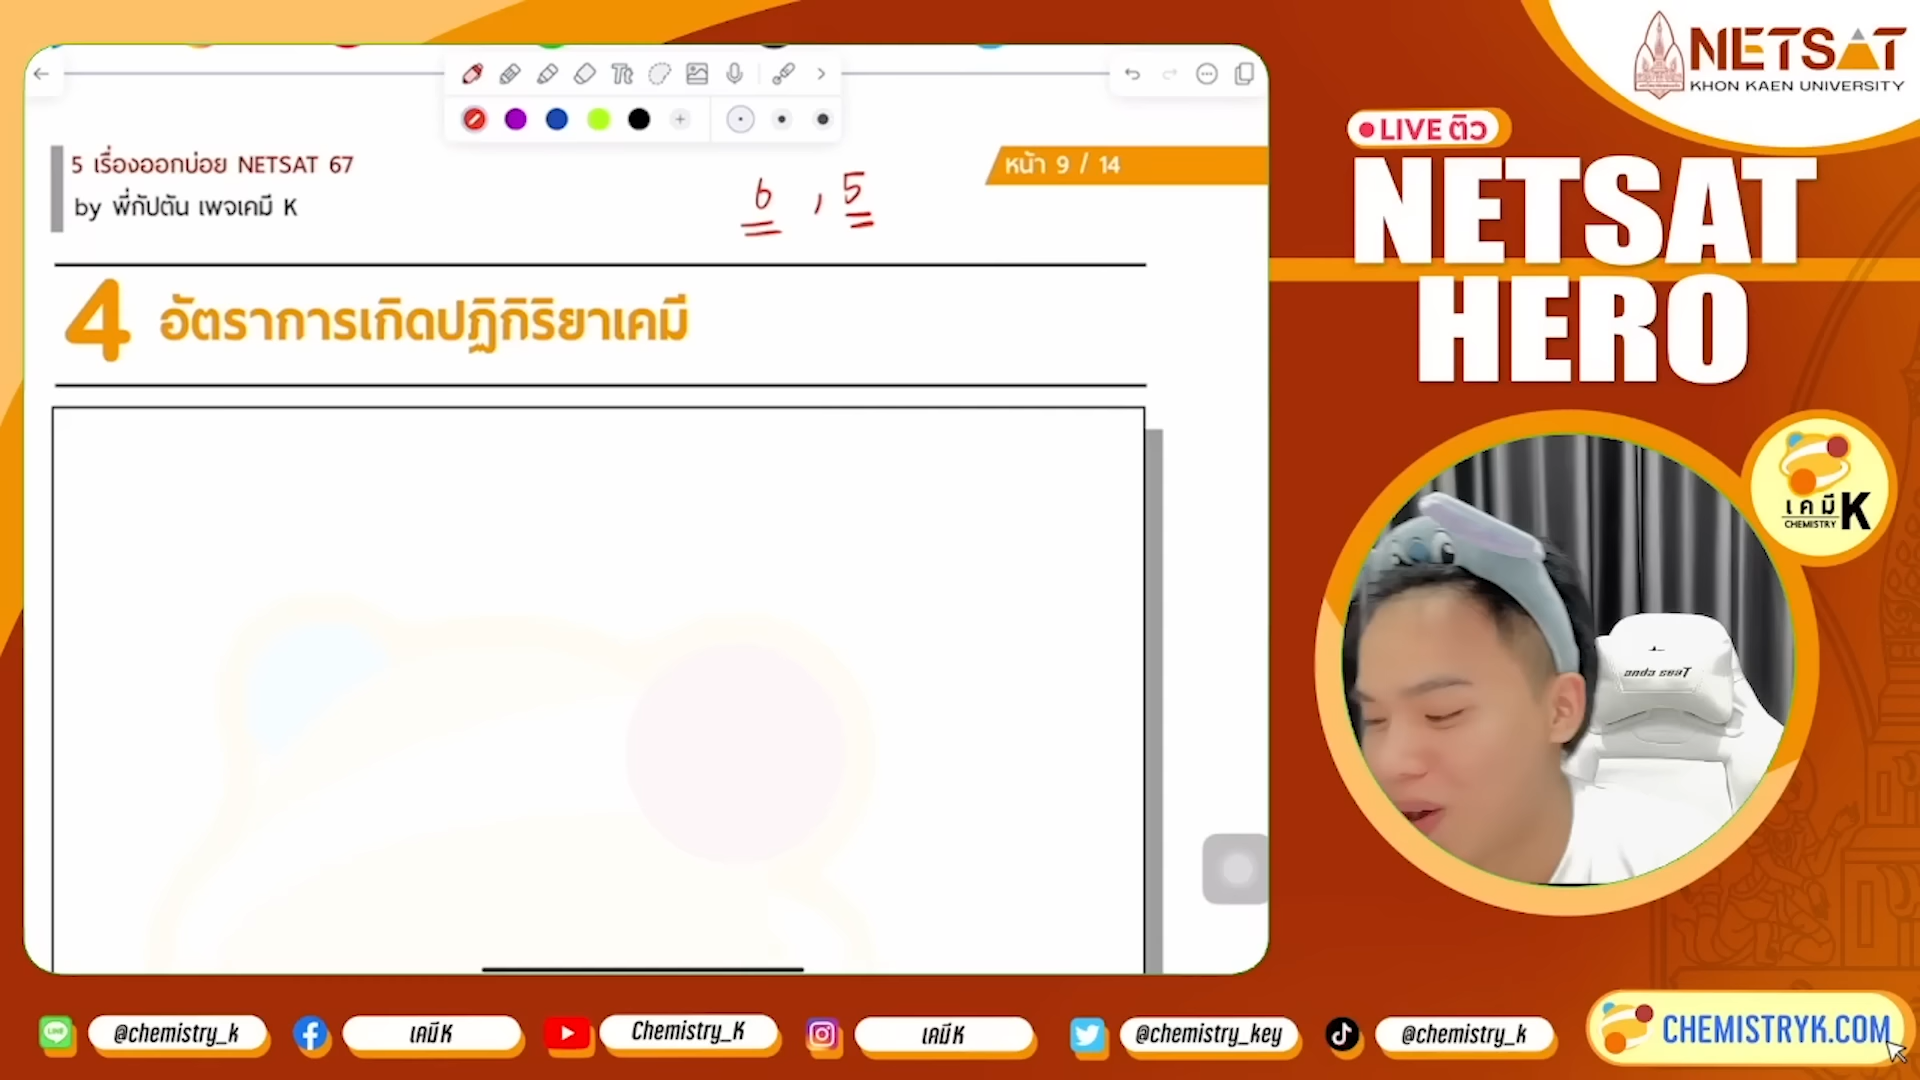 5 เรื่องออกบ่อย NETSAT 67
by พี่กัปตัน เพจเคมี K
6 , 5
หน้า 9 / 14
4 อัตราการเกิดปฏิกิริยาเคมี
NETSAT
KHON KAEN UNIVERSITY
LIVE ติว
NETSAT
HERO
เคมี K
CHEMISTRY
anda seaT
@chemistry_k
เคมี K
Chemistry_K
เคมี K
@chemistry_key
@chemistry_k
CHEMISTRYK.COM